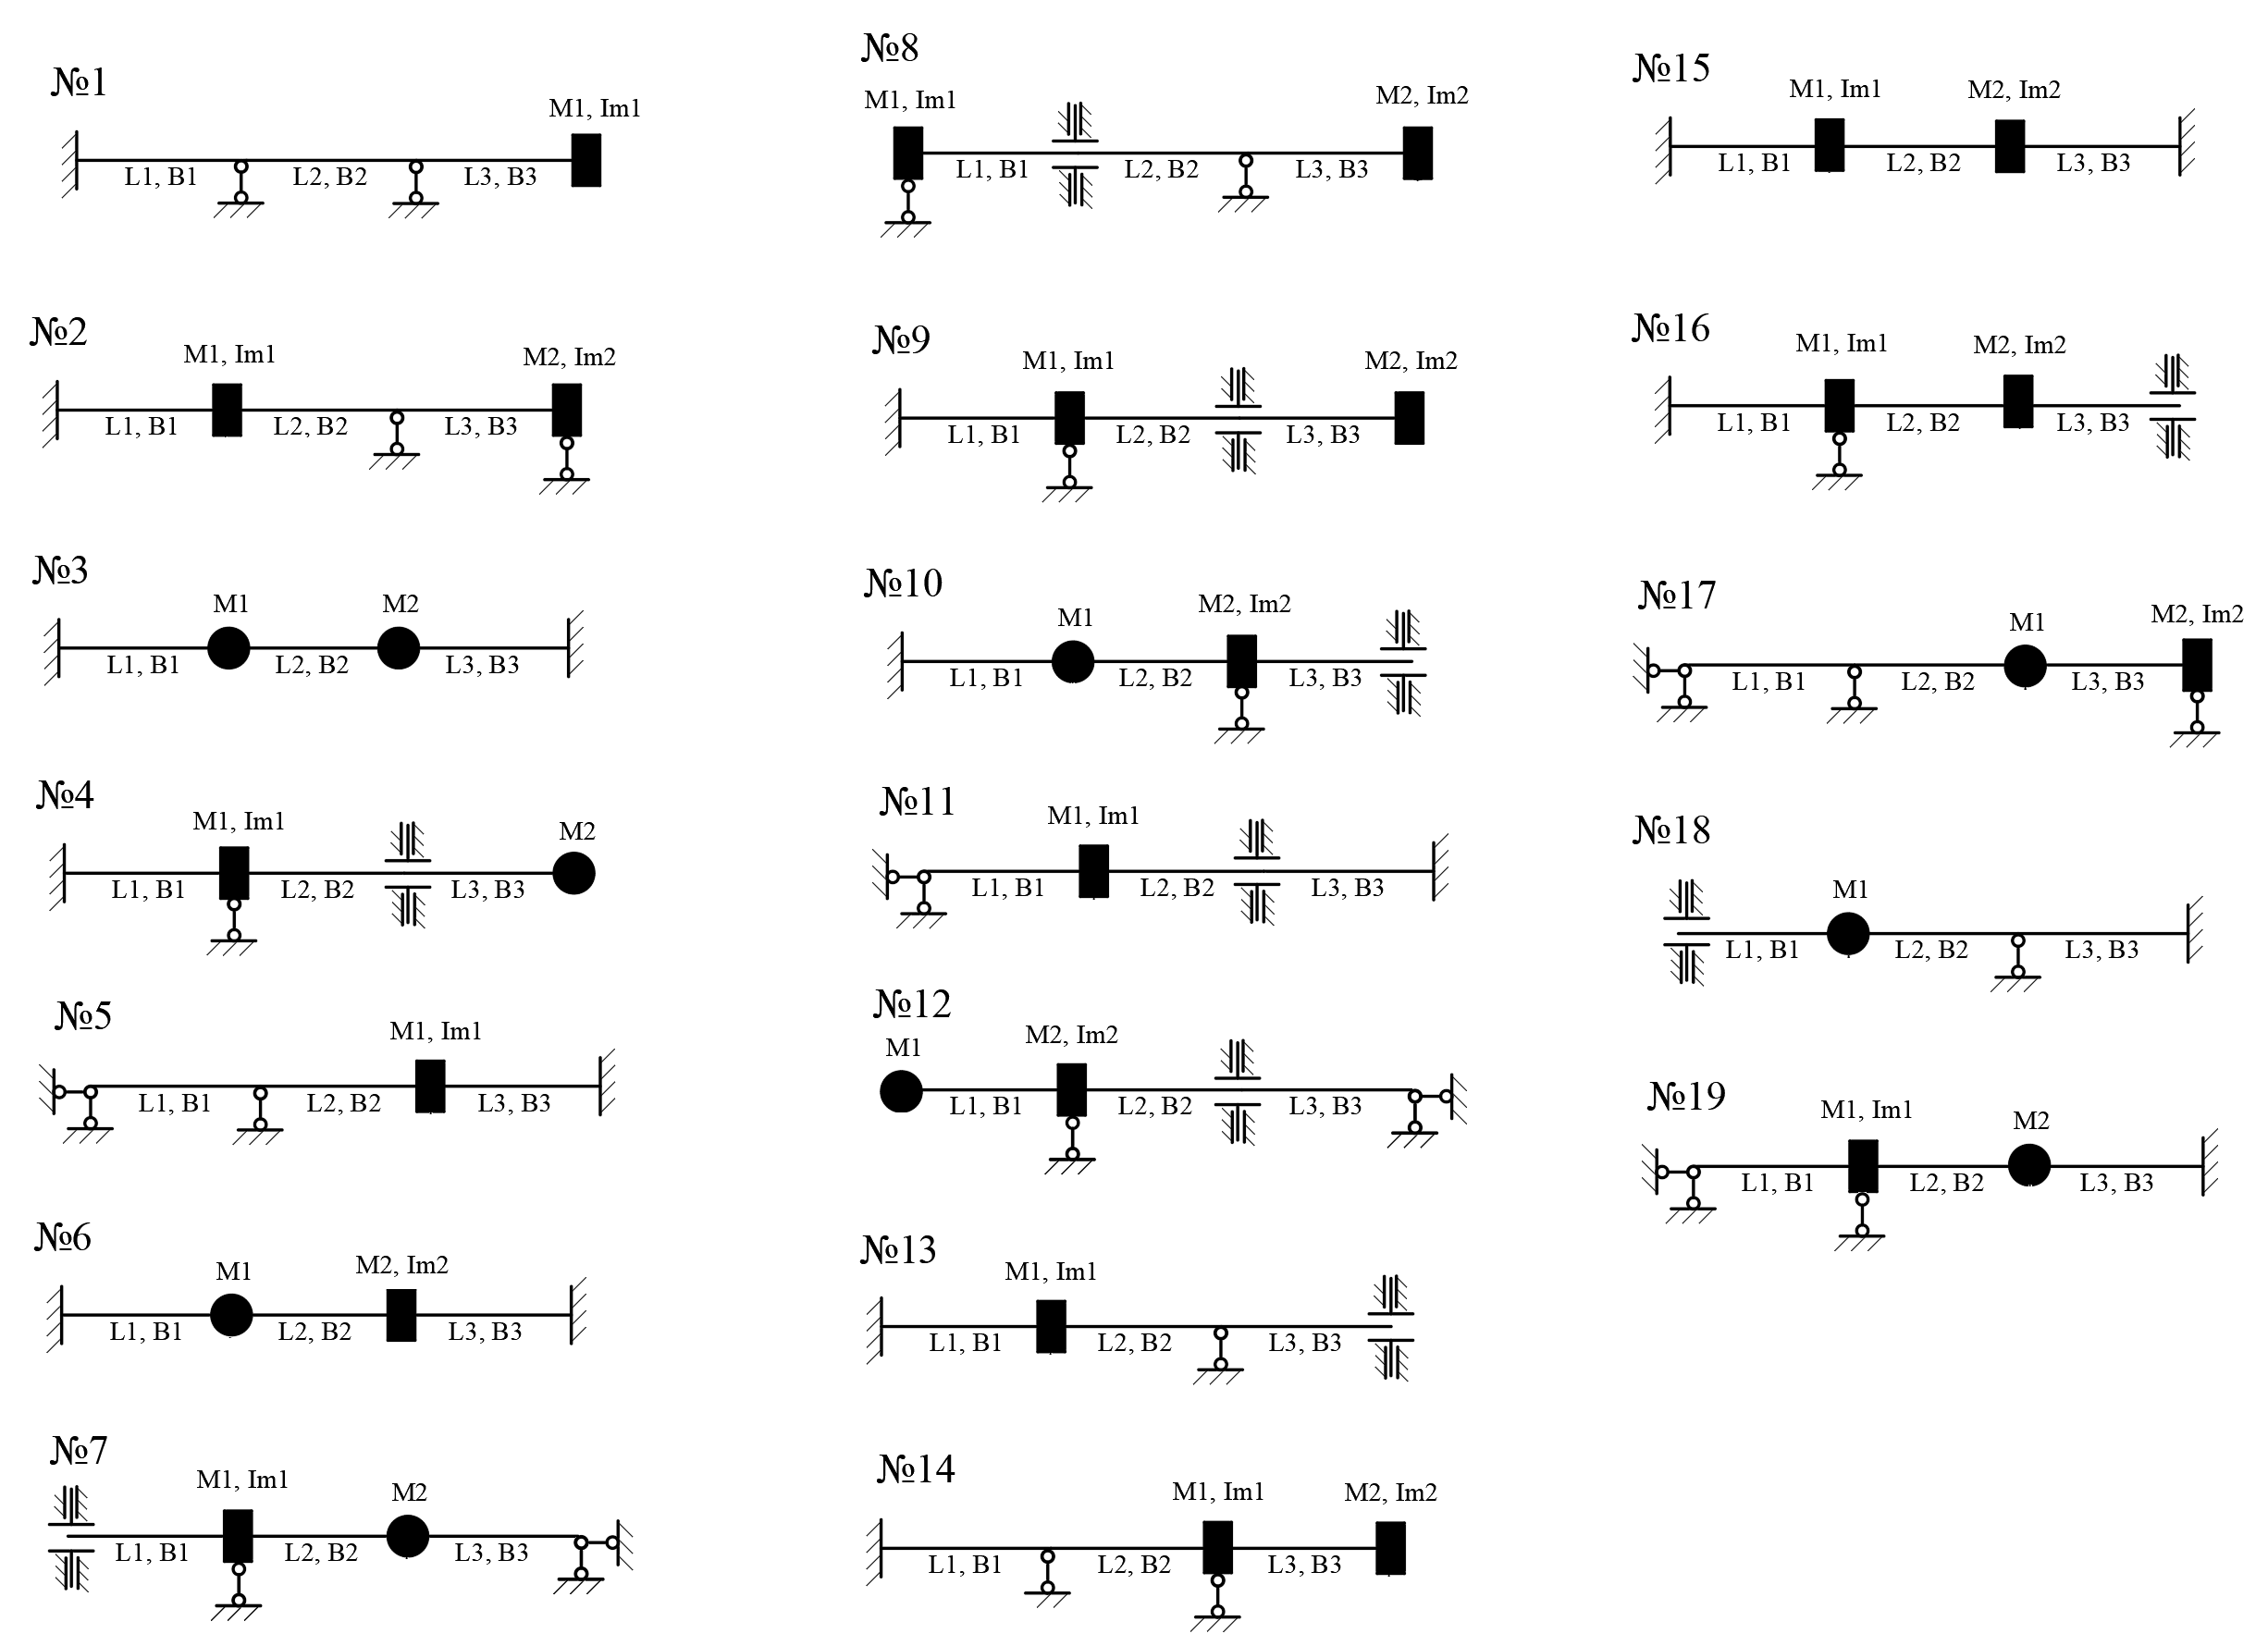 №1
M1, Im1
L1, B1 L2, B2 L3, B3
№2
M1, Im1 M2, Im2
L1, B1 L2, B2 L3, B3
№3
M1 M2
L1, B1 L2, B2 L3, B3
№4
M1, Im1 M2
L1, B1 L2, B2 L3, B3
№5
M1, Im1
L1, B1 L2, B2 L3, B3
№6
M1 M2, Im2
L1, B1 L2, B2 L3, B3
№7
M1, Im1 M2
L1, B1 L2, B2 L3, B3
№8
M1, Im1 M2, Im2
L1, B1 L2, B2 L3, B3
№9
M1, Im1 M2, Im2
L1, B1 L2, B2 L3, B3
№10
M1 M2, Im2
L1, B1 L2, B2 L3, B3
№11
M1, Im1
L1, B1 L2, B2 L3, B3
№12
M1 M2, Im2
L1, B1 L2, B2 L3, B3
№13
M1, Im1
L1, B1 L2, B2 L3, B3
№14
M1, Im1 M2, Im2
L1, B1 L2, B2 L3, B3
№15
M1, Im1 M2, Im2
L1, B1 L2, B2 L3, B3
№16
M1, Im1 M2, Im2
L1, B1 L2, B2 L3, B3
№17
M1 M2, Im2
L1, B1 L2, B2 L3, B3
№18
M1
L1, B1 L2, B2 L3, B3
№19
M1, Im1 M2
L1, B1 L2, B2 L3, B3